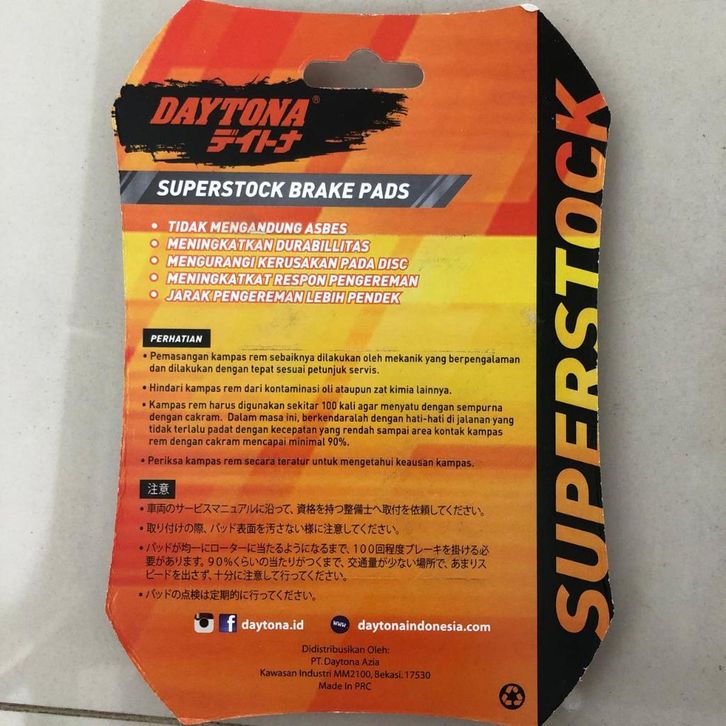 DAYTONA®
デイトナ
SUPERSTOCK BRAKE PADS
• TIDAK MENGANDUNG ASBES
• MENINGKATKAN DURABILLITAS
• MENGURANGI KERUSAKAN PADA DISC
• MENINGKATKAT RESPON PENGEREMAN
• JARAK PENGEREMAN LEBIH PENDEK
PERHATIAN
• Pemasangan kampas rem sebaiknya dilakukan oleh mekanik yang berpengalaman
dan dilakukan dengan tepat sesuai petunjuk servis.
• Hindari kampas rem dari kontaminasi oli ataupun zat kimia lainnya.
• Kampas rem harus digunakan sekitar 100 kali agar menyatu dengan sempurna
dengan cakram. Dalam masa ini, berkendaralah dengan hati-hati di jalanan yang
tidak terlalu padat dengan kecepatan yang rendah sampai area kontak kampas
rem dengan cakram mencapai minimal 90%.
• Periksa kampas rem secara teratur untuk mengetahui keausan kampas.
注意
• 車両のサービスマニュアルに沿って、資格を持つ整備士へ取付を依頼してください。
• 取り付けの際、パッド表面を汚さない様に注意してください。
• パッドが均一にローターに当たるようになるまで、100回程度ブレーキを掛ける必
要があります。90%くらいの当たりがつくまで、交通量が少ない場所で、あまりス
ピードを出さず、十分に注意して行ってください。
• パッドの点検は定期的に行ってください。
f daytona.id www daytonaindonesia.com
Didistribusikan Oleh:
PT. Daytona Azia
Kawasan Industri MM2100, Bekasi. 17530
Made In PRC
SUPERSTOCK